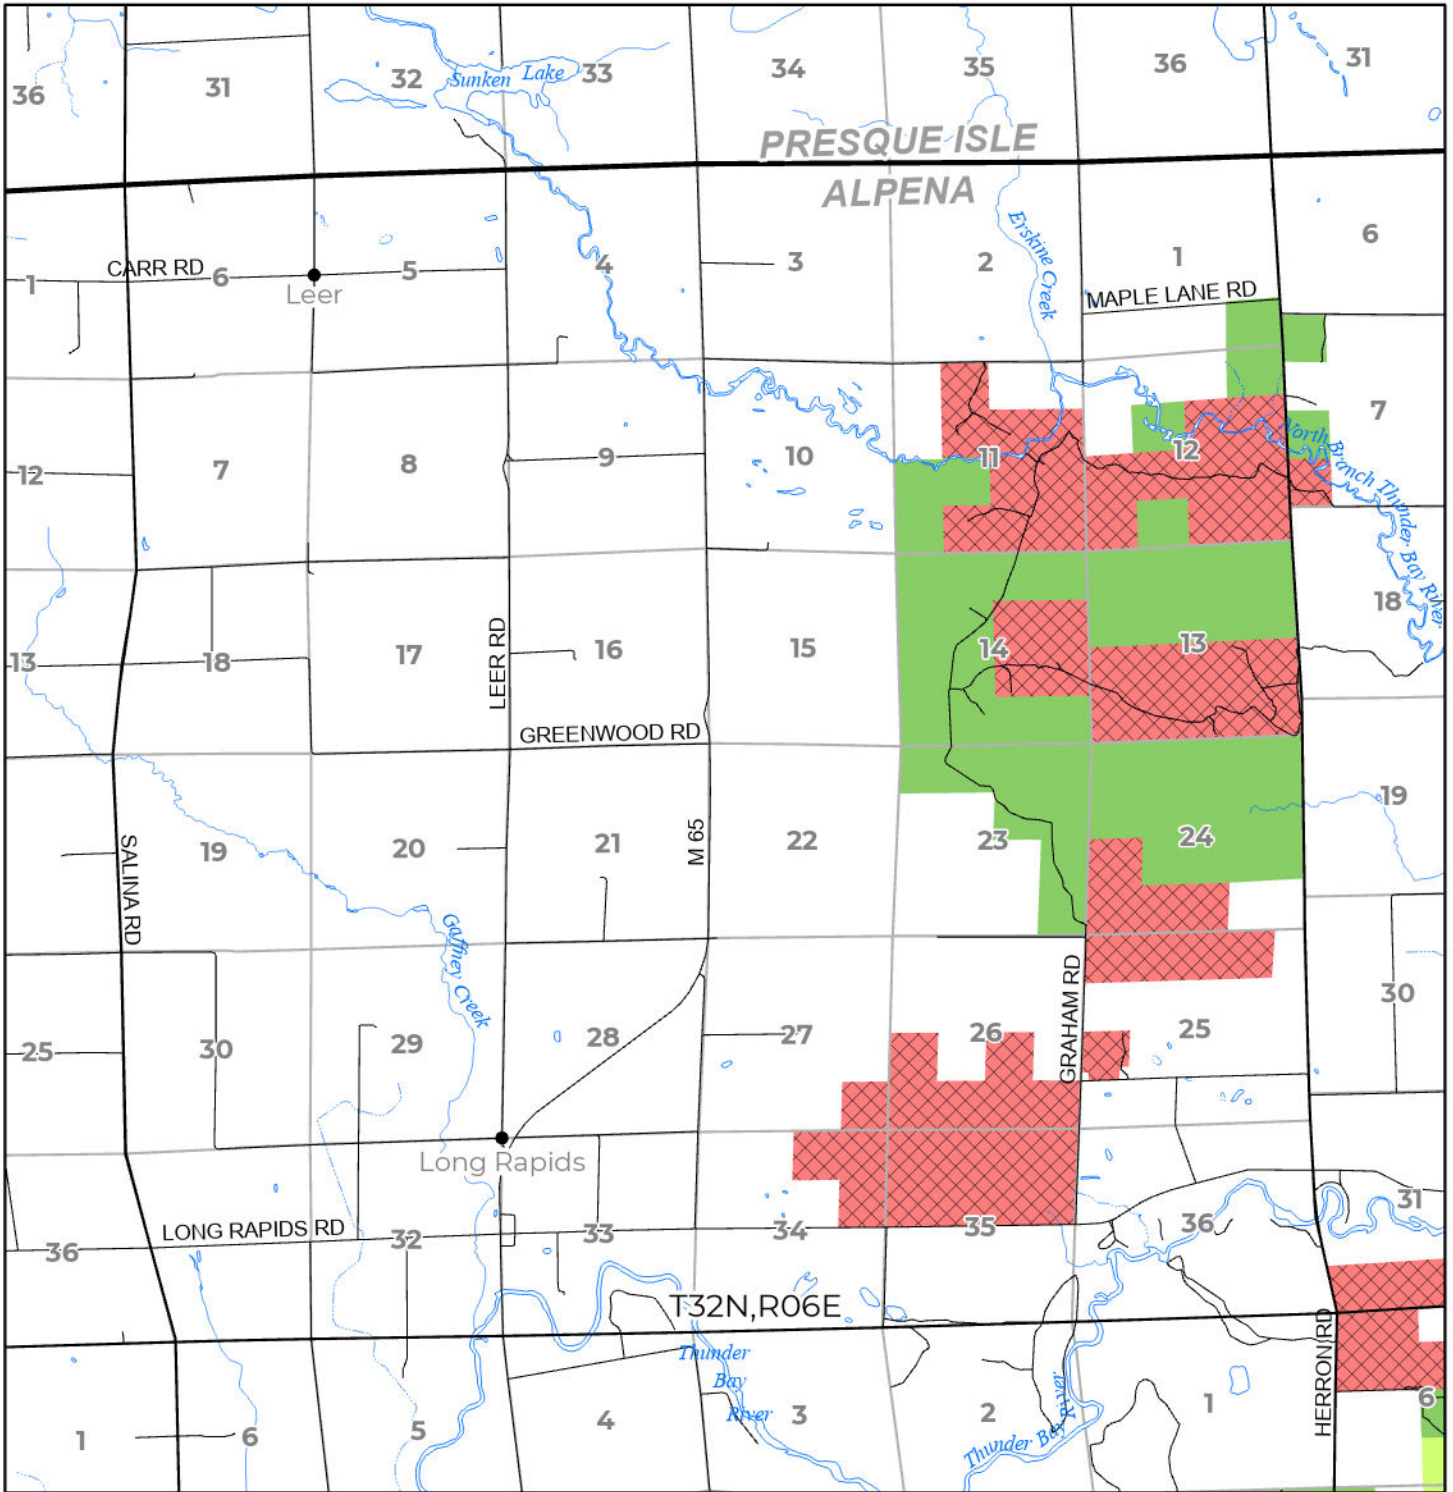 36
31
32
Sunken Lake
33
34
35
36
31
PRESQUE ISLE
ALPENA
1
CARR RD
6
5
Leer
4
3
2
Erskine Creek
1
6
MAPLE LANE RD
12
7
8
9
10
11
12
7
North Branch Thunder Bay River
13
18
17
LEER RD
16
15
14
13
18
GREENWOOD RD
SALINA RD
19
20
21
M 65
22
23
24
19
Gaffney Creek
25
30
29
28
27
26
GRAHAM RD
25
30
Long Rapids
36
LONG RAPIDS RD
32
33
34
35
36
31
T32N,R06E
1
6
5
4
Thunder
Bay
River
3
2
Thunder Bay River
1
HERRON RD
6